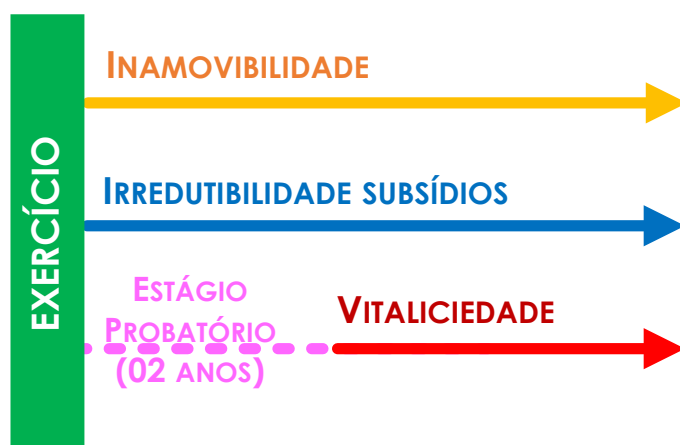 EXERCÍCIO
INAMOVIBILIDADE
IRREDUTIBILIDADE SUBSÍDIOS
ESTÁGIO
PROBATÓRIO
(02 ANOS)
VITALICIEDADE